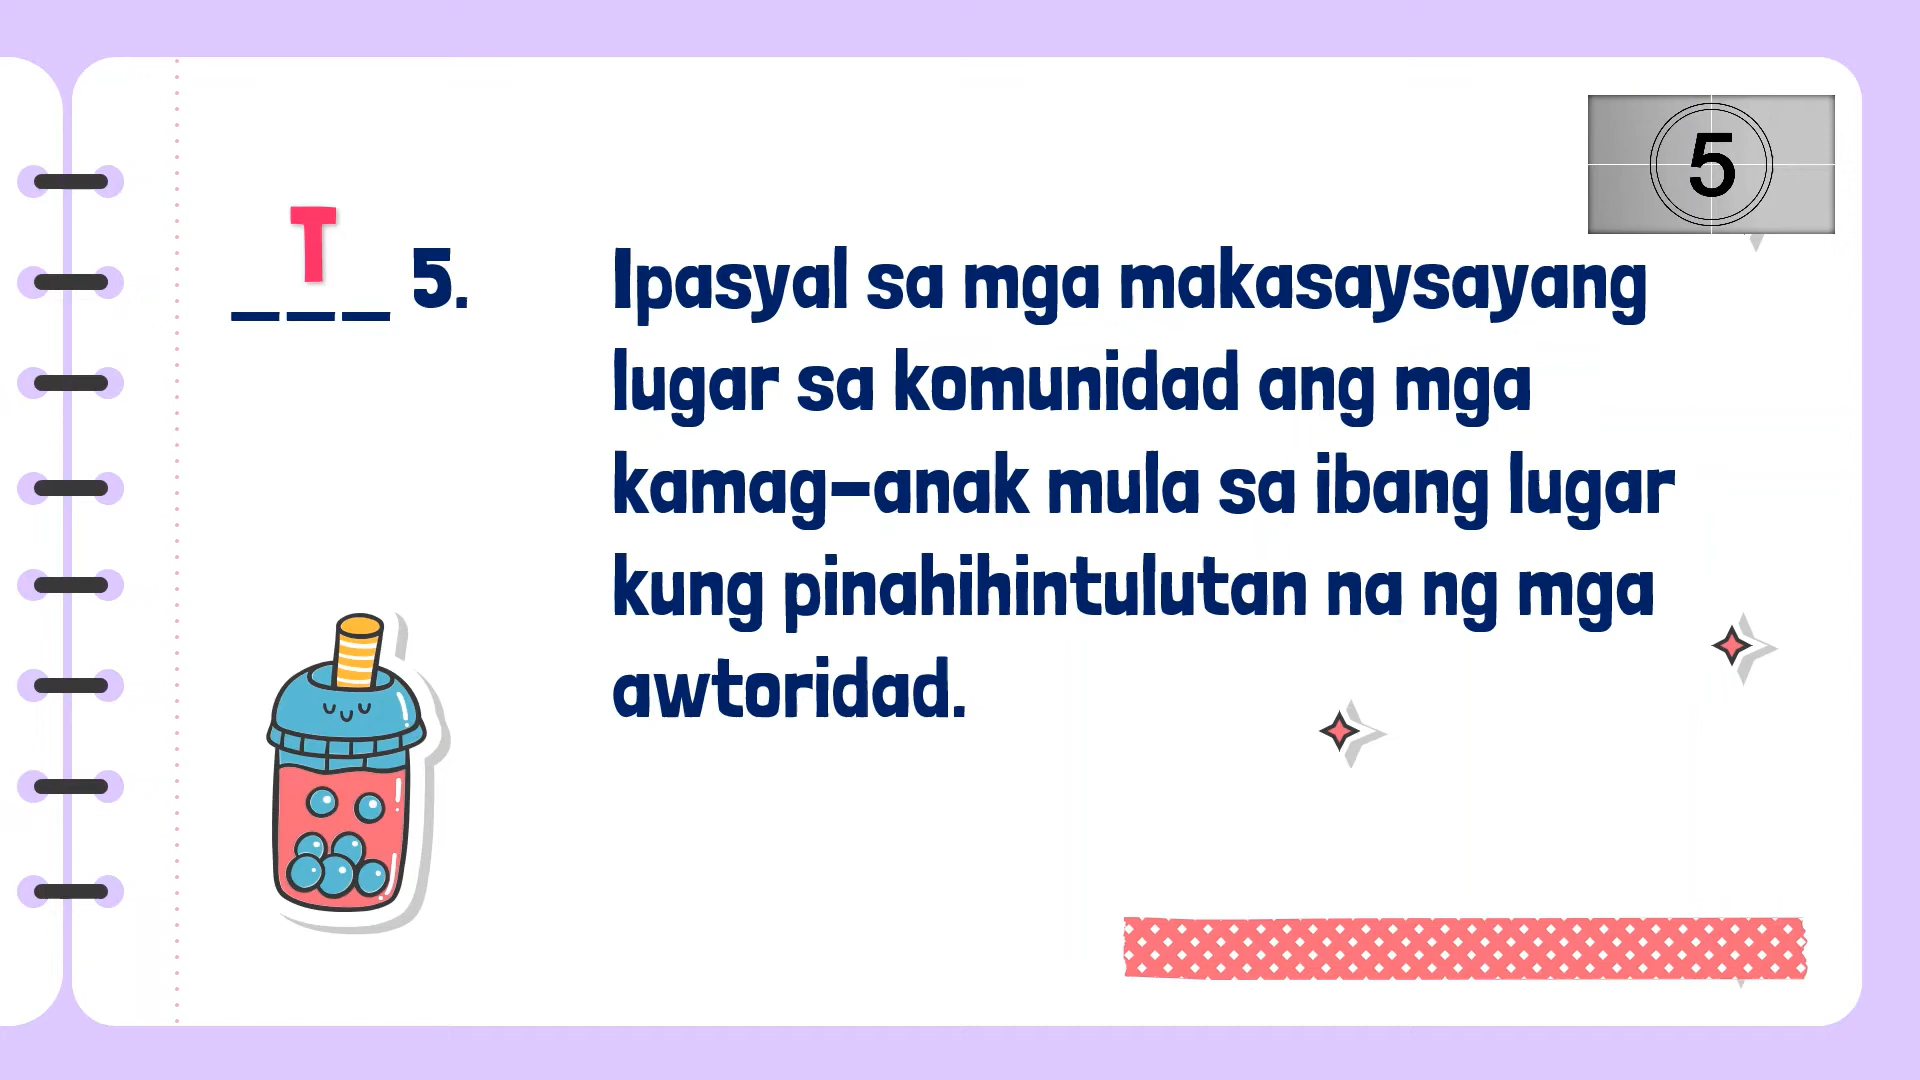 5
T
___ 5.
Ipasyal sa mga makasaysayang
lugar sa komunidad ang mga
kamag-anak mula sa ibang lugar
kung pinahihintulutan na ng mga
awtoridad.